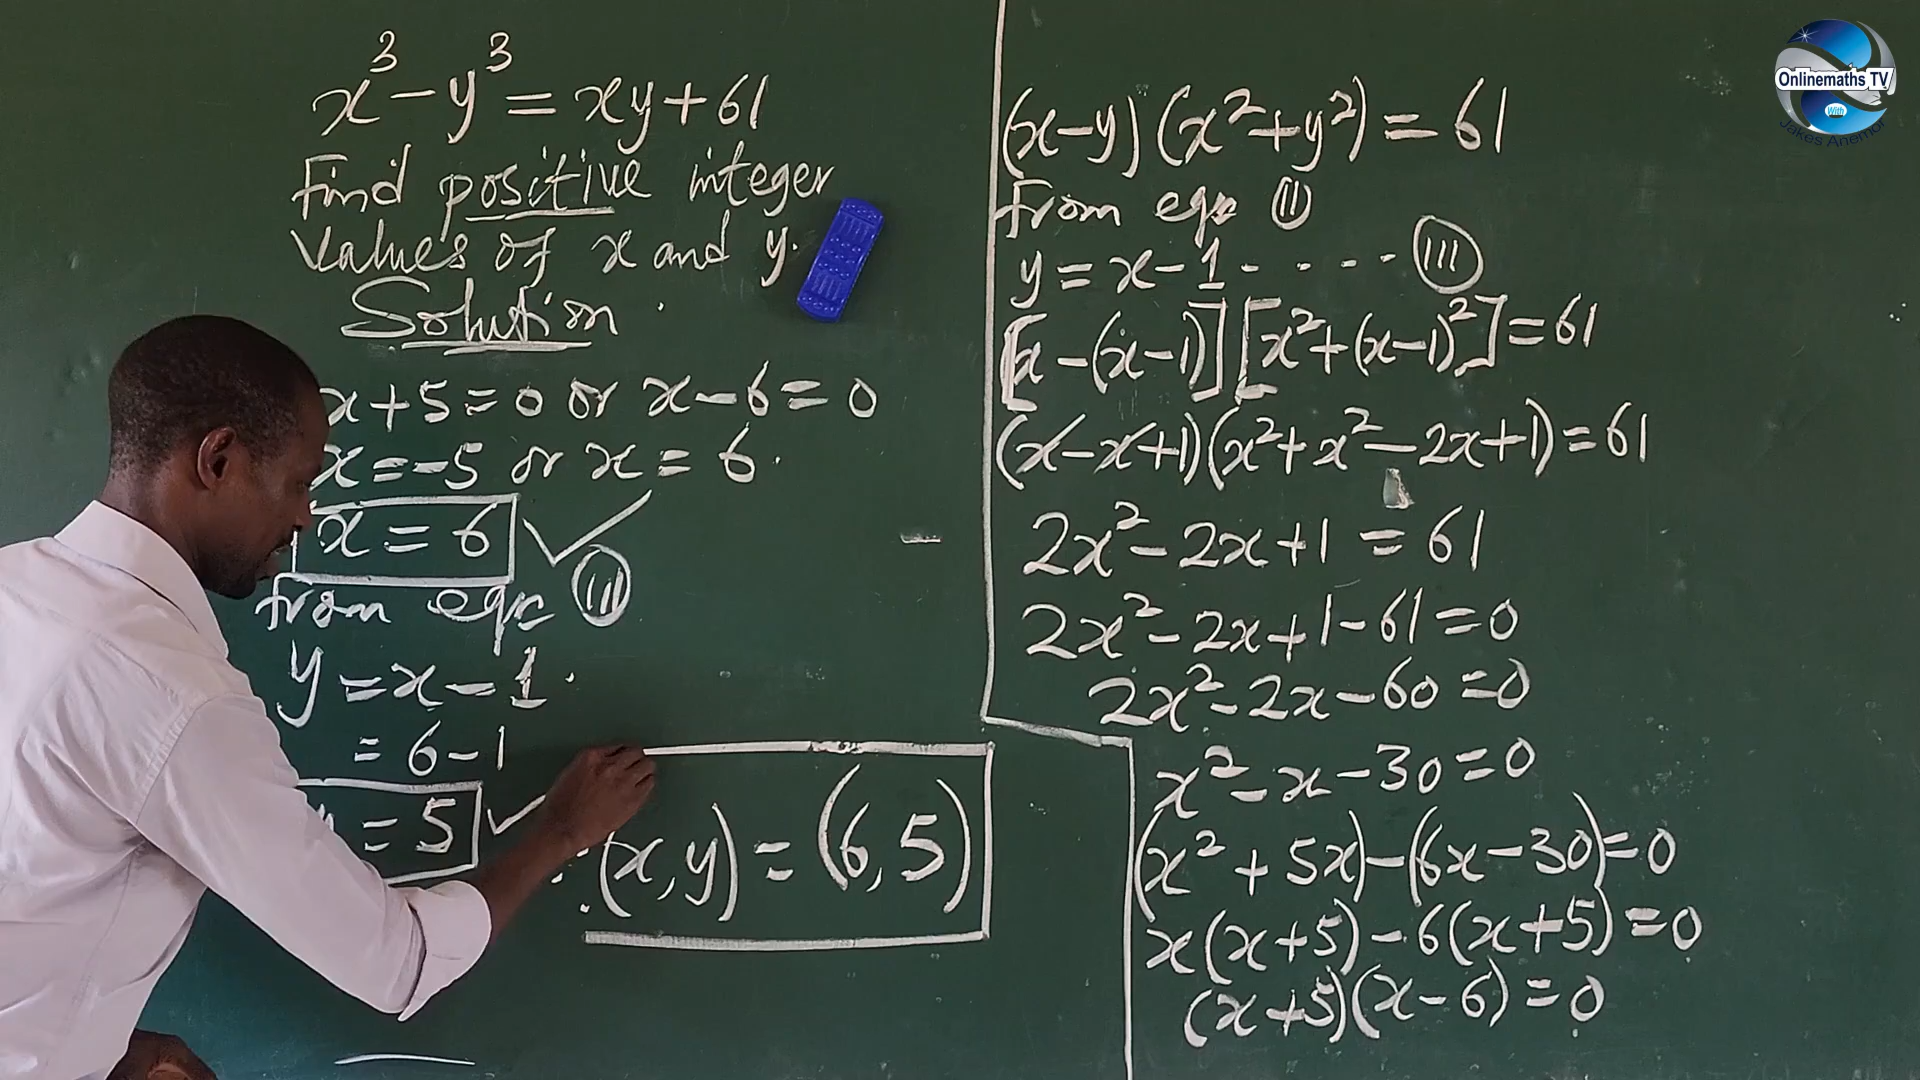 x³ - y³ = xy + 61
Find positive integer
values of x and y.
Solution
x + 5 = 0 or x - 6 = 0
x = -5 or x = 6.
x = 6
from eqn (III)
y = x - 1.
= 6 - 1
= 5
(x, y) = (6, 5)
(x - y)(x² + y²) = 61
from eqn (II)
y = x - 1 - - - - (III)
[x - (x - 1)][x² + (x - 1)²] = 61
(x - x + 1)(x² + x² - 2x + 1) = 61
2x² - 2x + 1 = 61
2x² - 2x + 1 - 61 = 0
2x² - 2x - 60 = 0
x² - x - 30 = 0
(x² + 5x) - (6x - 30) = 0
x(x + 5) - 6(x + 5) = 0
(x + 5)(x - 6) = 0
Onlinemaths TV
With
Jakes Anemor